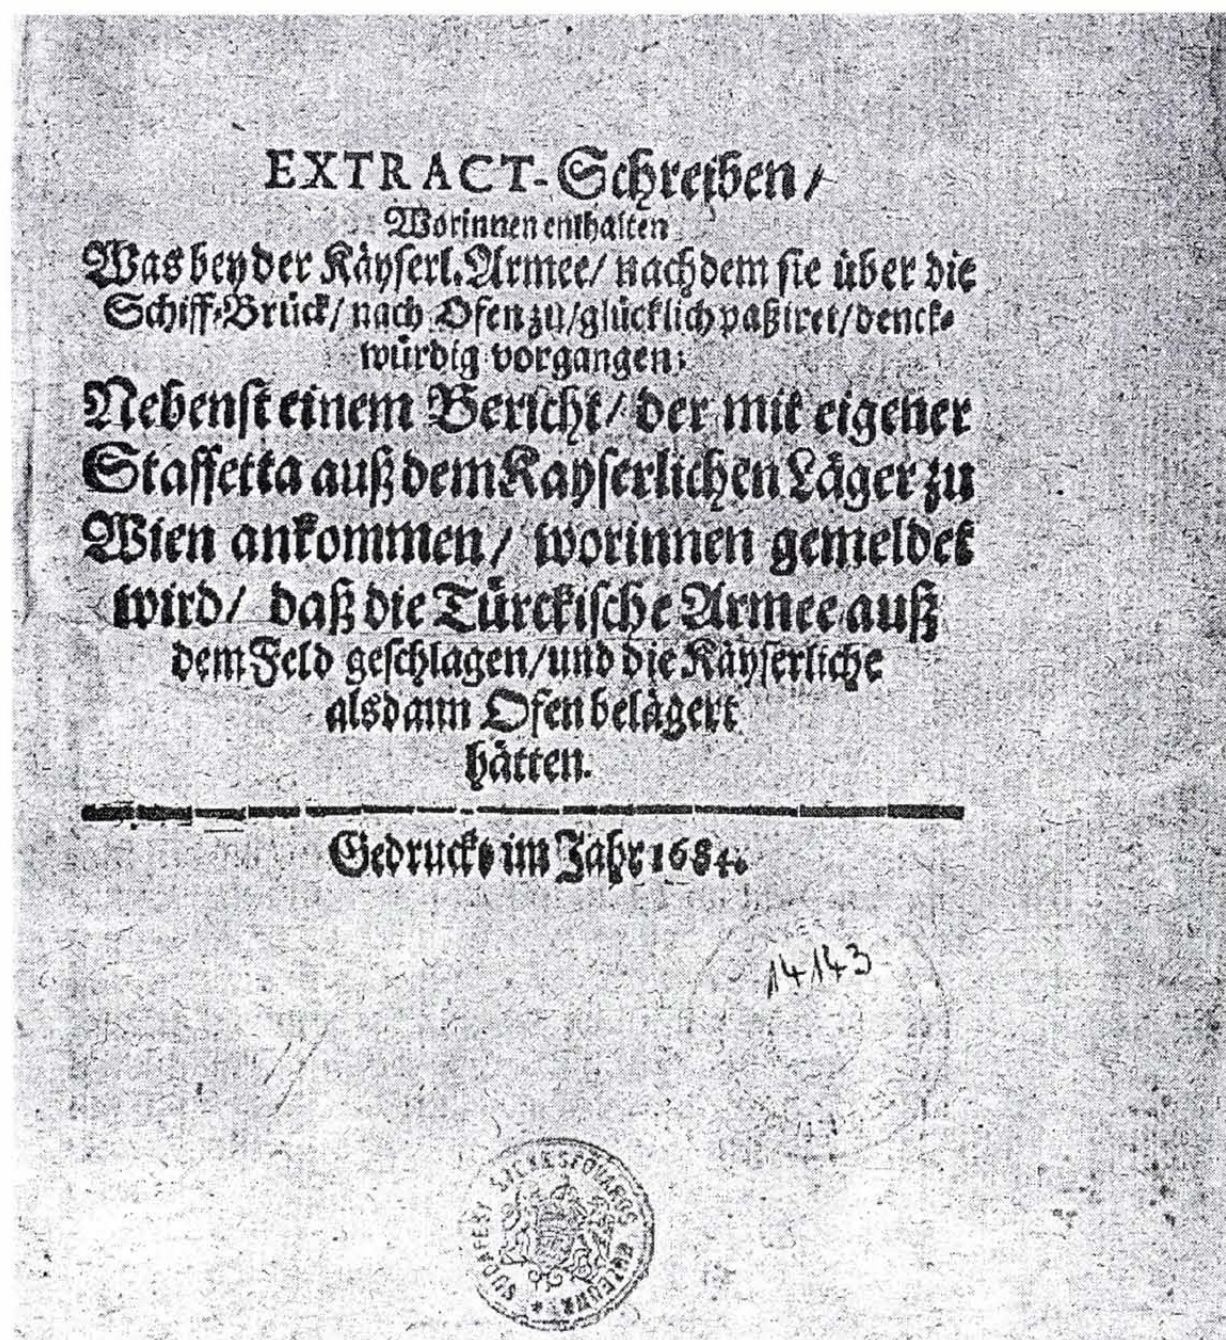 EXTRACT-Schreiben/
Worinnen enthalten
Was bey der Käyserl. Armee/ nachdem sie über die
Schiff-Brück/ nach Ofen zu/ glücklich paßiret/ denck-
würdig vorgangen;
Nebenst einem Bericht/ der mit eigener
Staffetta auß dem Kayserlichen Läger zu
Wien ankommen/ worinnen gemeldet
wird/ daß die Türckische Armee auß
dem Feld geschlagen/ und die Käyserliche
alsdann Ofen belägert
hätten.
Gedruckt im Jahr 1684.
14143
BUDAPEST SZÉKESFŐVÁROS MÚZEUMA